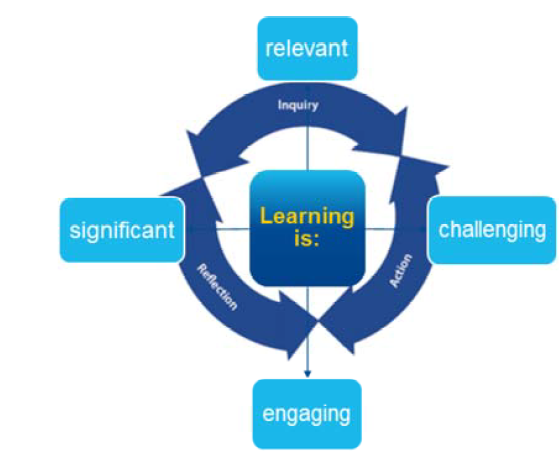 relevant
Inquiry
Learning
is:
significant
challenging
Reflection
Action
engaging